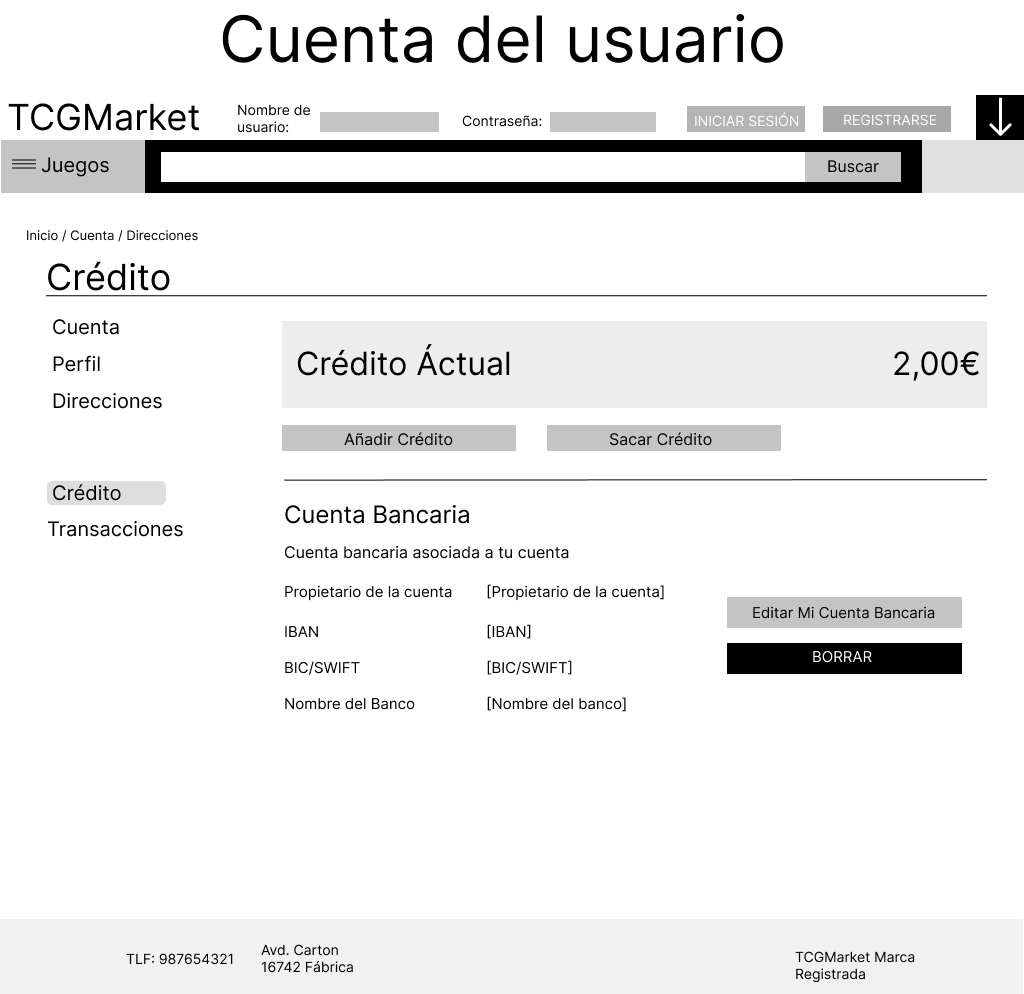 Cuenta del usuario
TCGMarket
Nombre de
usuario:
Contraseña:
INICIAR SESIÓN
REGISTRARSE
Juegos
Buscar
Inicio / Cuenta / Direcciones
Crédito
Cuenta
Perfil
Direcciones
Crédito
Transacciones
Crédito Áctual
2,00€
Añadir Crédito
Sacar Crédito
Cuenta Bancaria
Cuenta bancaria asociada a tu cuenta
Propietario de la cuenta
[Propietario de la cuenta]
IBAN
[IBAN]
BIC/SWIFT
[BIC/SWIFT]
Nombre del Banco
[Nombre del banco]
Editar Mi Cuenta Bancaria
BORRAR
TLF: 987654321
Avd. Carton
16742 Fábrica
TCGMarket Marca
Registrada